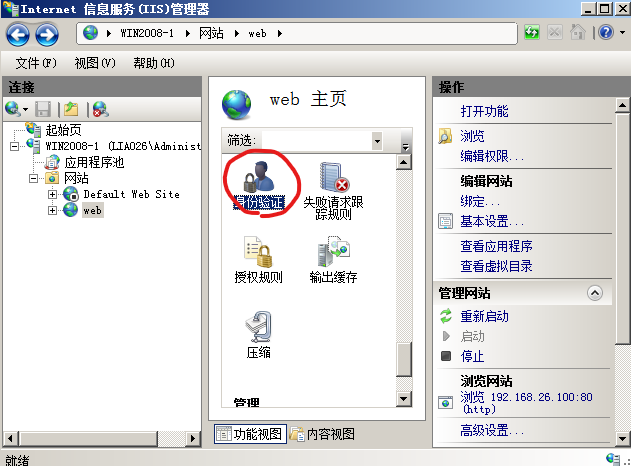 Internet 信息服务(IIS)管理器
WIN2008-1
网站
web
文件(F)
视图(V)
帮助(H)
连接
起始页
WIN2008-1 (LIAO26\Administ
应用程序池
网站
Default Web Site
web
web 主页
筛选:
身份验证
失败请求跟
踪规则
授权规则
输出缓存
压缩
管理
功能视图
内容视图
操作
打开功能
浏览
编辑权限...
编辑网站
绑定...
基本设置...
查看应用程序
查看虚拟目录
管理网站
重新启动
启动
停止
浏览网站
浏览 192.168.26.100:80
(http)
高级设置...
就绪